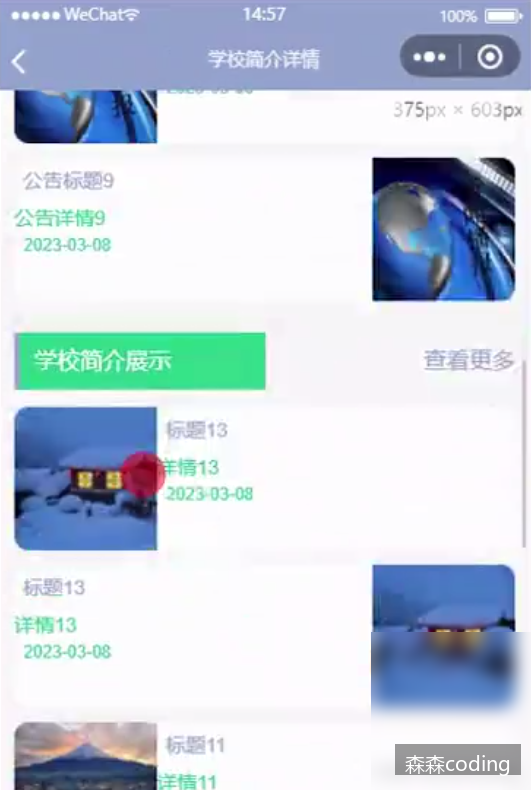 WeChat
14:57
100%
学校简介详情
375px × 603px
公告标题9
公告详情9
2023-03-08
学校简介展示
查看更多
标题13
详情13
2023-03-08
标题13
详情13
2023-03-08
标题11
详情11
森森coding